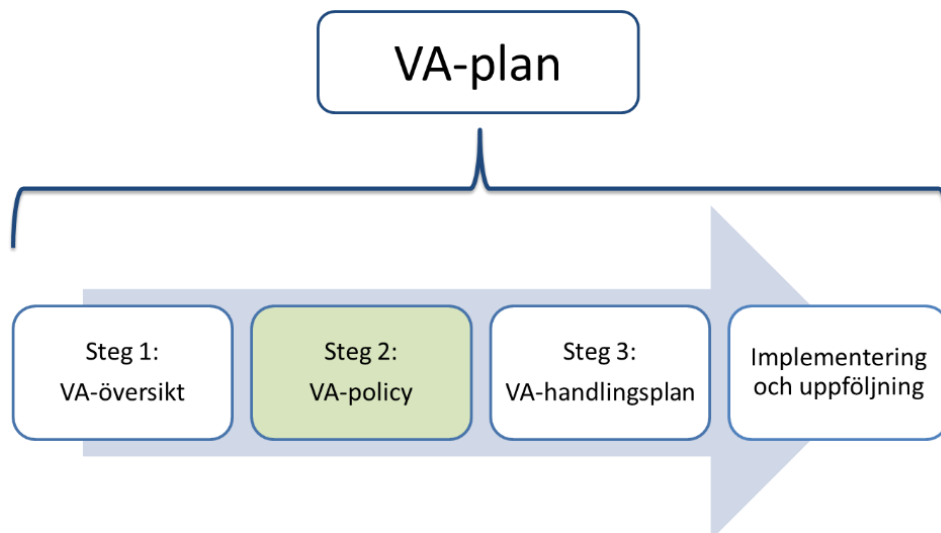 VA-plan
Steg 1:
VA-översikt
Steg 2:
VA-policy
Steg 3:
VA-handlingsplan
Implementering
och uppföljning